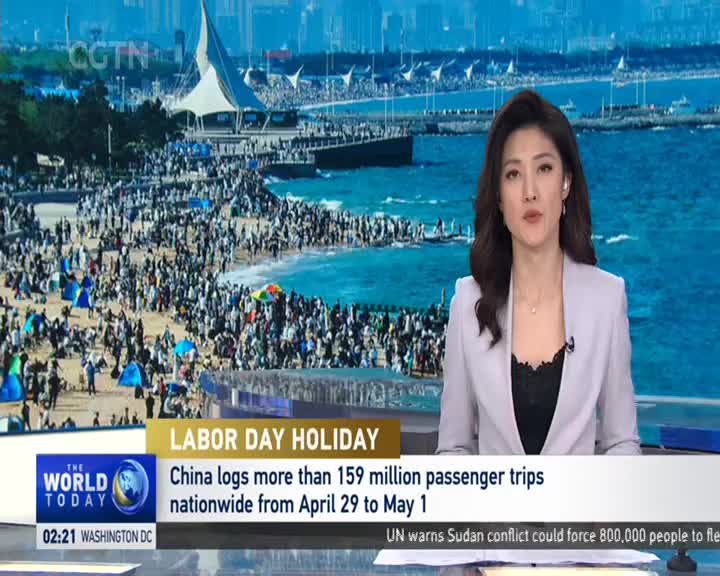 CGTN
LABOR DAY HOLIDAY
China logs more than 159 million passenger trips
nationwide from April 29 to May 1
THE
WORLD
TODAY
02:21 WASHINGTON DC
UN warns Sudan conflict could force 800,000 people to fle